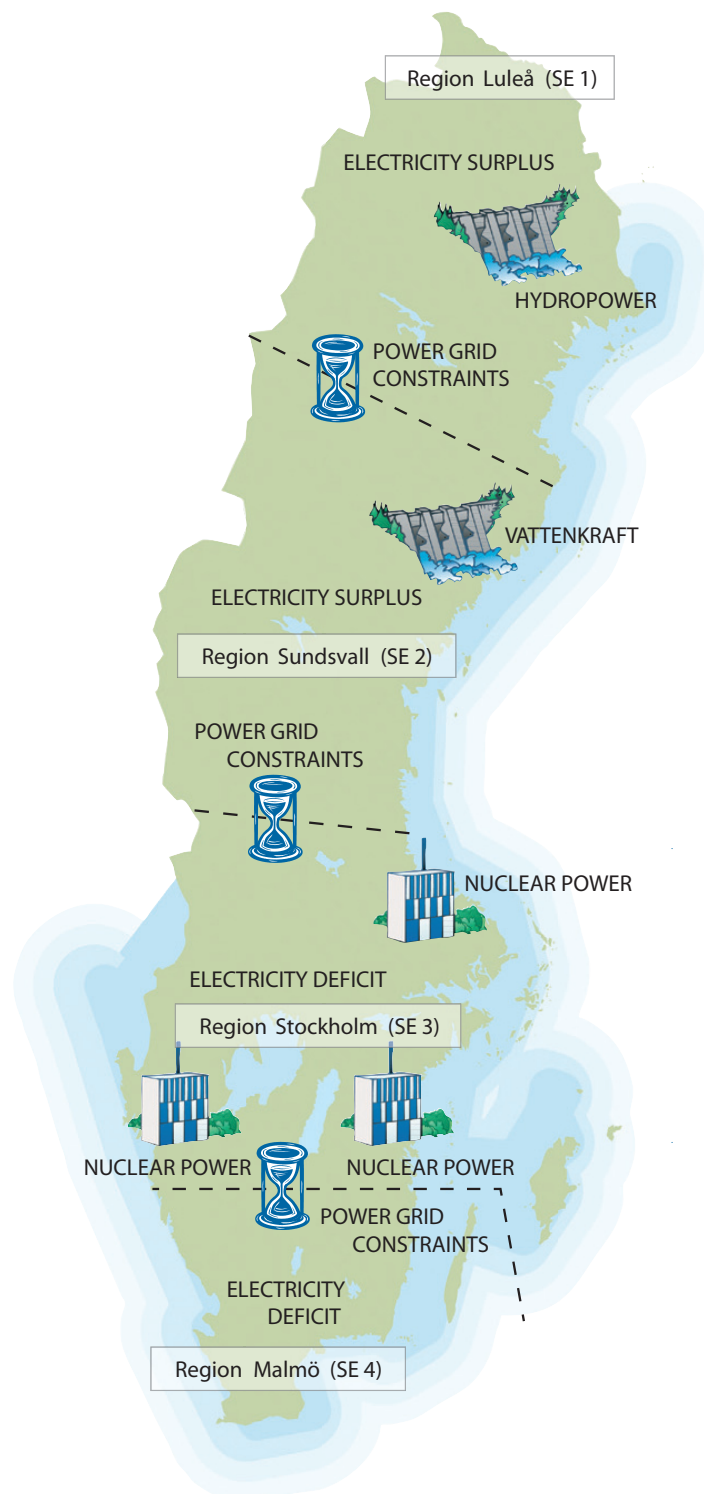 Region Luleå (SE 1)
ELECTRICITY SURPLUS
HYDROPOWER
POWER GRID
CONSTRAINTS
VATTENKRAFT
ELECTRICITY SURPLUS
Region Sundsvall (SE 2)
POWER GRID
CONSTRAINTS
NUCLEAR POWER
ELECTRICITY DEFICIT
Region Stockholm (SE 3)
NUCLEAR POWER
NUCLEAR POWER
POWER GRID
CONSTRAINTS
ELECTRICITY
DEFICIT
Region Malmö (SE 4)